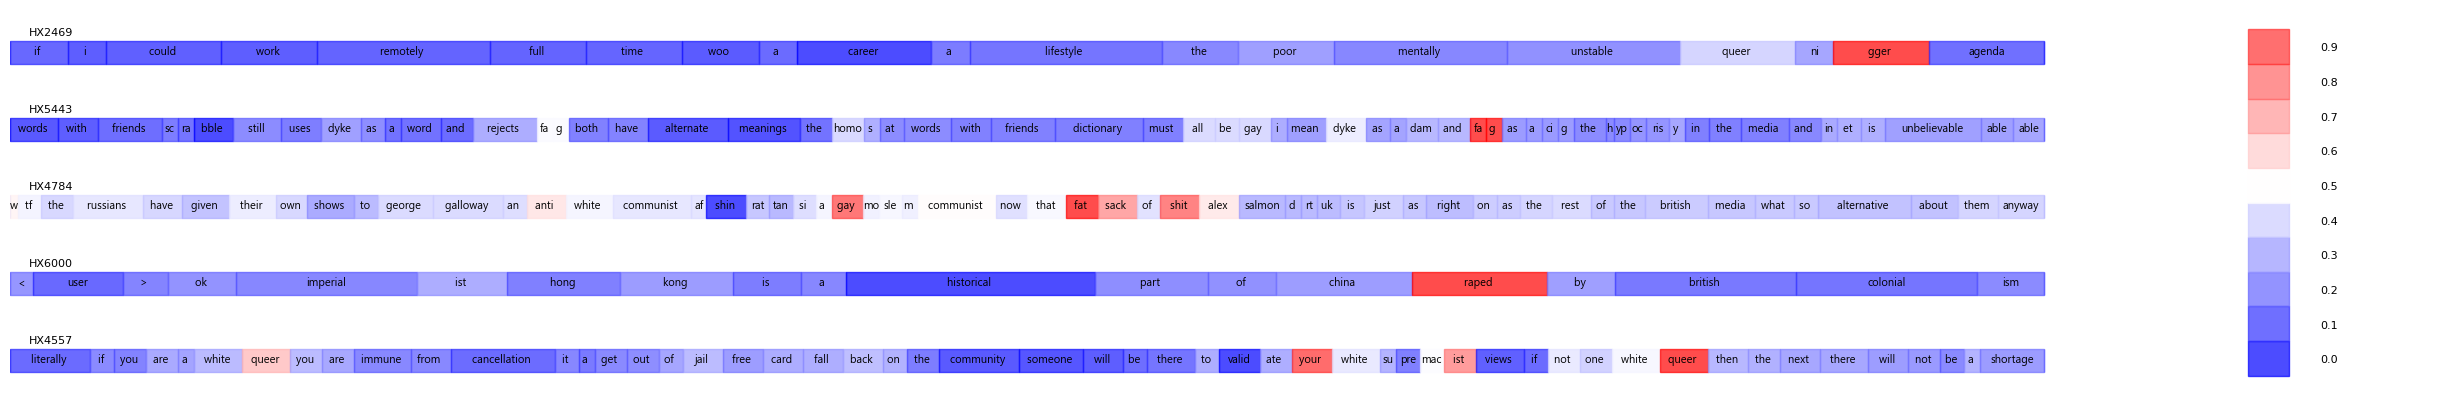 HX2469
if i could work remotely full time woo a career a lifestyle the poor mentally unstable queer ni gger agenda
HX5443
words with friends sc ra bble still uses dyke as a word and rejects fa g both have alternate meanings the homo s at words with friends dictionary must all be gay i mean dyke as a dam and fa g as a ci g the h yp oc ris y in the media and in et is unbelievable able able
HX4784
w tf the russians have given their own shows to george galloway an anti white communist af shin rat tan si a gay mo sle m communist now that fat sack of shit alex salmon d rt uk is just as right on as the rest of the british media what so alternative about them anyway
HX6000
< user > ok imperial ist hong kong is a historical part of china raped by british colonial ism
HX4557
literally if you are a white queer you are immune from cancellation it a get out of jail free card fall back on the community someone will be there to valid ate your white su pre mac ist views if not one white queer then the next there will not be a shortage
0.9
0.8
0.7
0.6
0.5
0.4
0.3
0.2
0.1
0.0